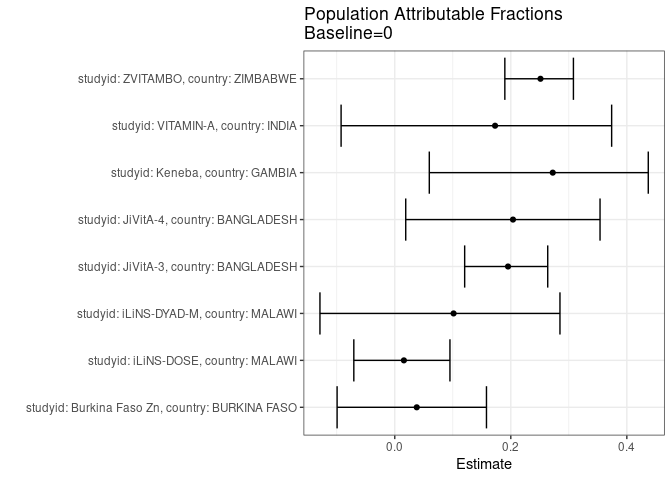 Population Attributable Fractions
Baseline=0
studyid: ZVITAMBO, country: ZIMBABWE
studyid: VITAMIN-A, country: INDIA
studyid: Keneba, country: GAMBIA
studyid: JiVitA-4, country: BANGLADESH
studyid: JiVitA-3, country: BANGLADESH
studyid: iLiNS-DYAD-M, country: MALAWI
studyid: iLiNS-DOSE, country: MALAWI
studyid: Burkina Faso Zn, country: BURKINA FASO
0.0 0.2 0.4
Estimate